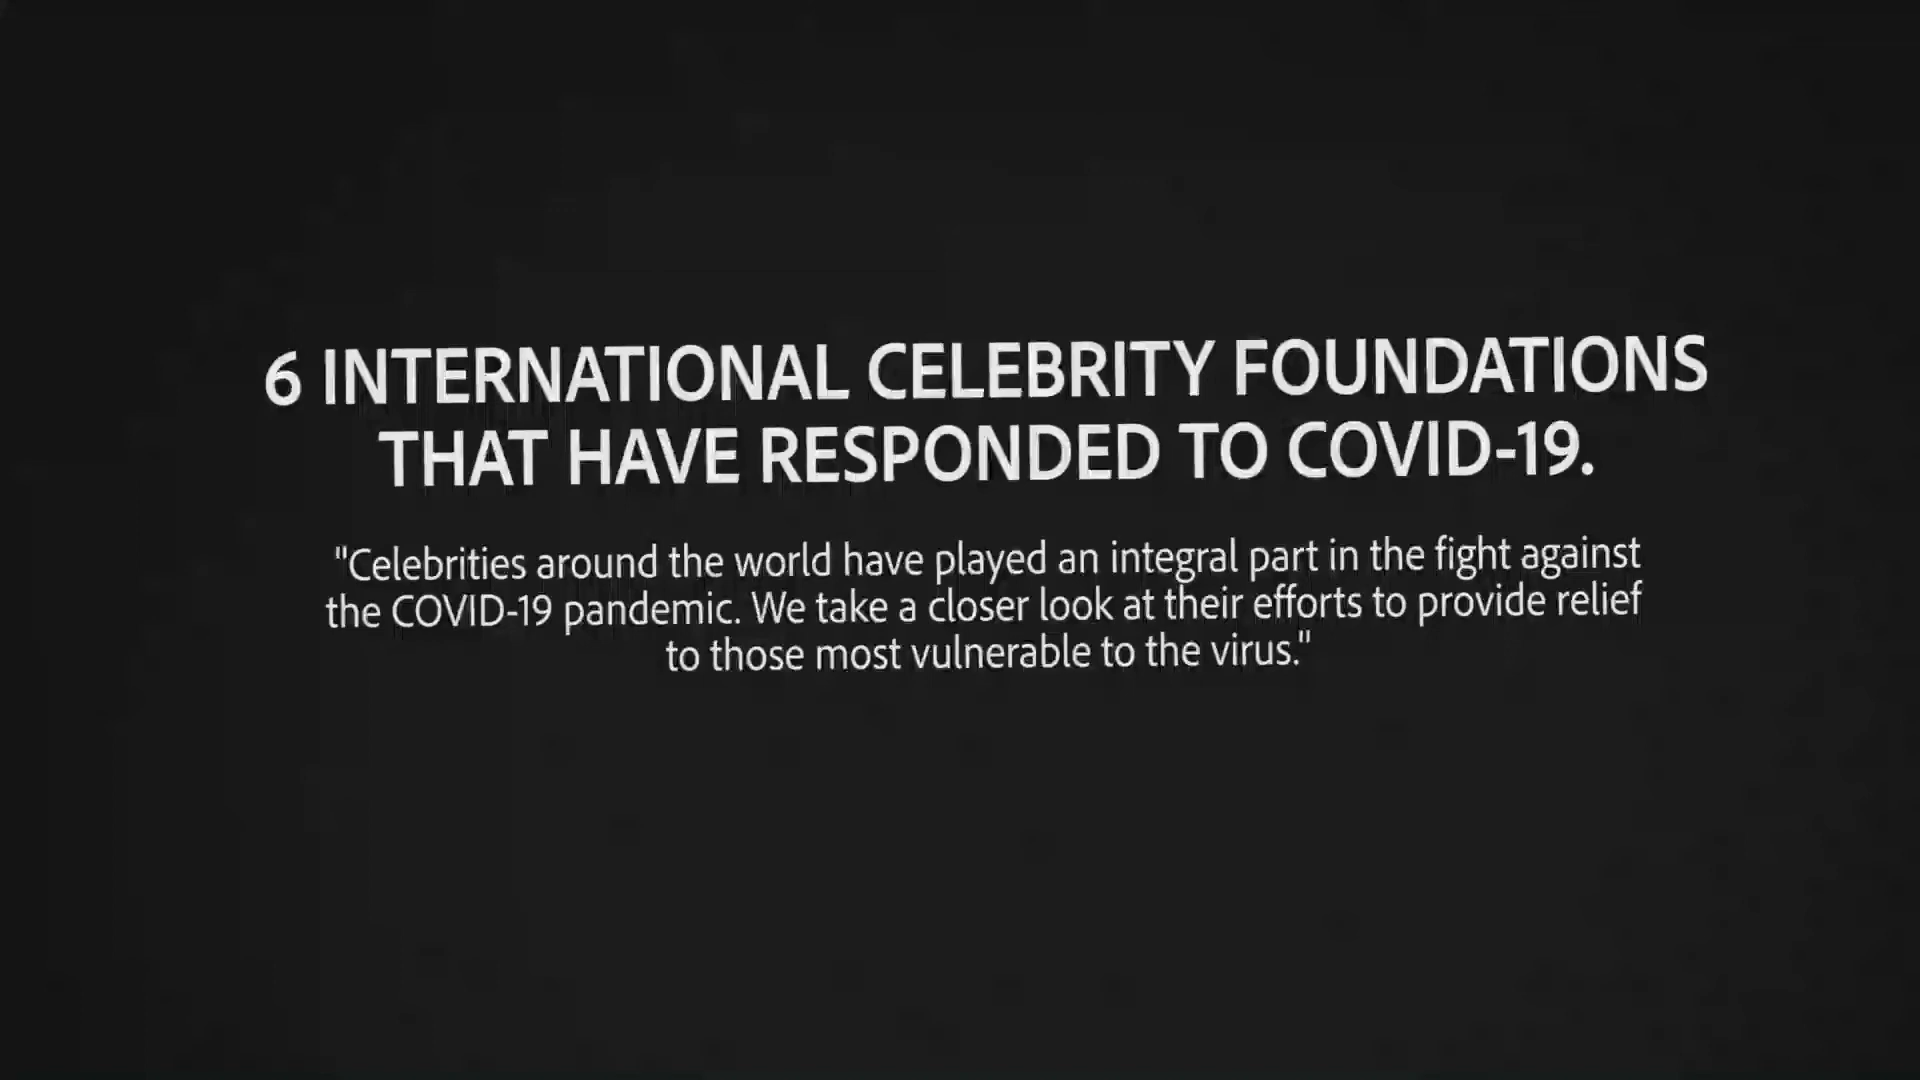 6 INTERNATIONAL CELEBRITY FOUNDATIONS
THAT HAVE RESPONDED TO COVID-19.
"Celebrities around the world have played an integral part in the fight against
the COVID-19 pandemic. We take a closer look at their efforts to provide relief
to those most vulnerable to the virus."